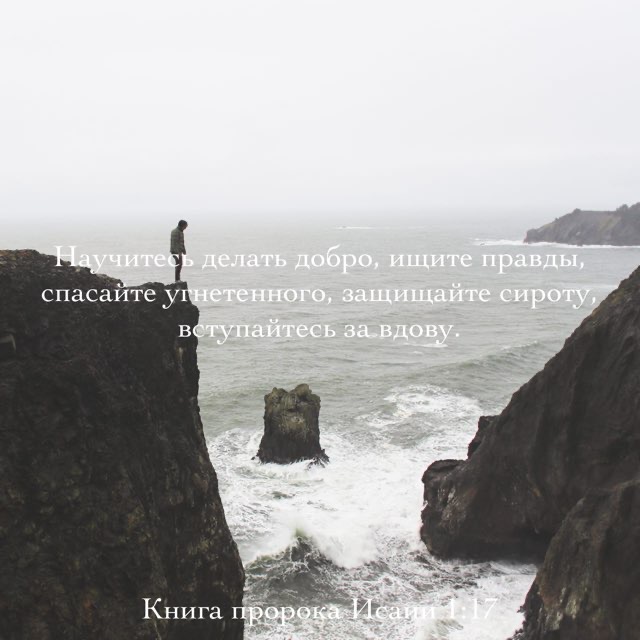 Научитесь делать добро, ищите правды,
спасайте угнетенного, защищайте сироту,
вступайтесь за вдову.
Книга пророка Исаии 1:17